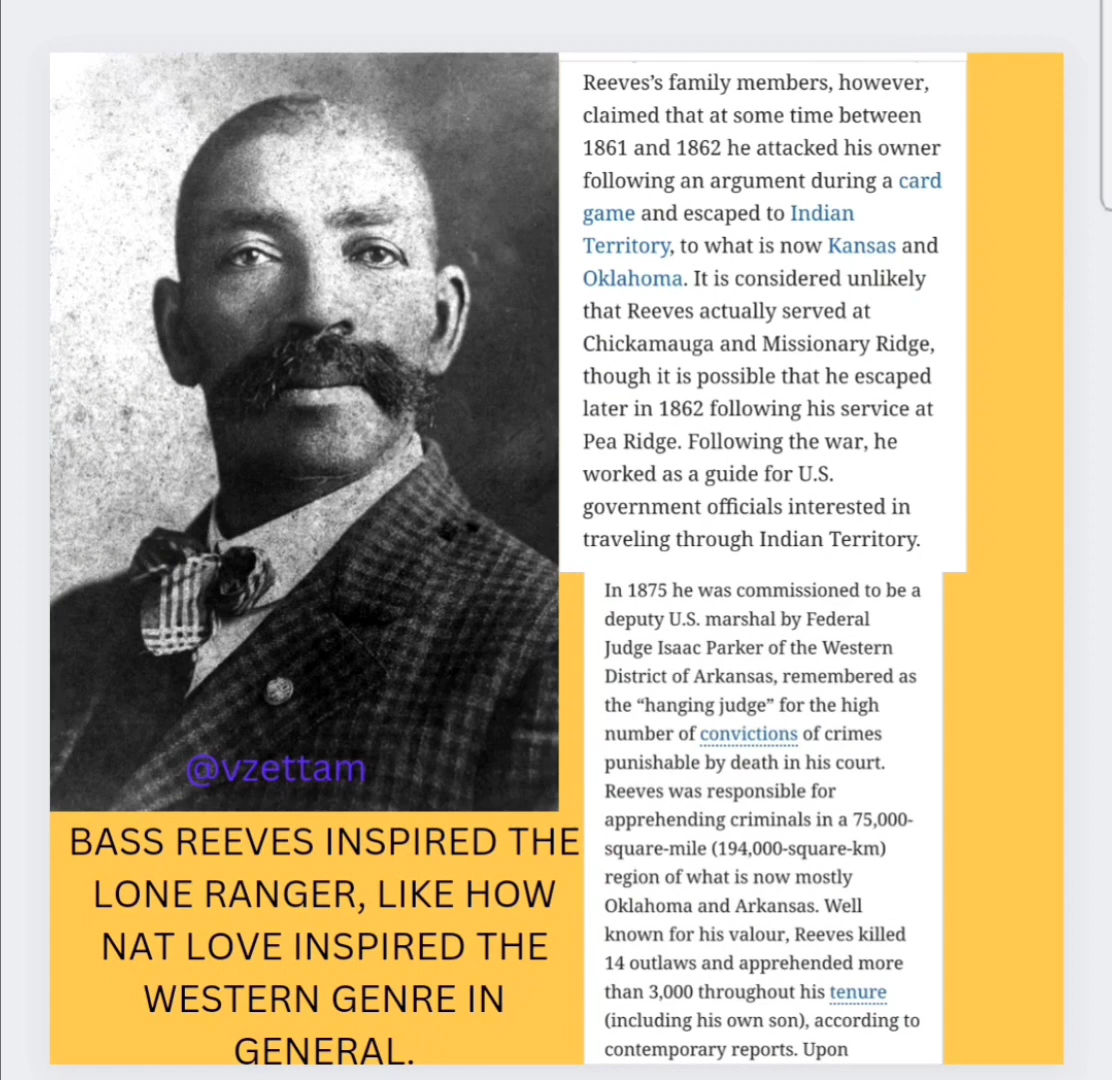 Reeves’s family members, however,
claimed that at some time between
1861 and 1862 he attacked his owner
following an argument during a card
game and escaped to Indian
Territory, to what is now Kansas and
Oklahoma. It is considered unlikely
that Reeves actually served at
Chickamauga and Missionary Ridge,
though it is possible that he escaped
later in 1862 following his service at
Pea Ridge. Following the war, he
worked as a guide for U.S.
government officials interested in
traveling through Indian Territory.
In 1875 he was commissioned to be a
deputy U.S. marshal by Federal
Judge Isaac Parker of the Western
District of Arkansas, remembered as
the “hanging judge” for the high
number of convictions of crimes
punishable by death in his court.
Reeves was responsible for
apprehending criminals in a 75,000-
square-mile (194,000-square-km)
region of what is now mostly
Oklahoma and Arkansas. Well
known for his valour, Reeves killed
14 outlaws and apprehended more
than 3,000 throughout his tenure
(including his own son), according to
contemporary reports. Upon
@vzettam
BASS REEVES INSPIRED THE
LONE RANGER, LIKE HOW
NAT LOVE INSPIRED THE
WESTERN GENRE IN
GENERAL.